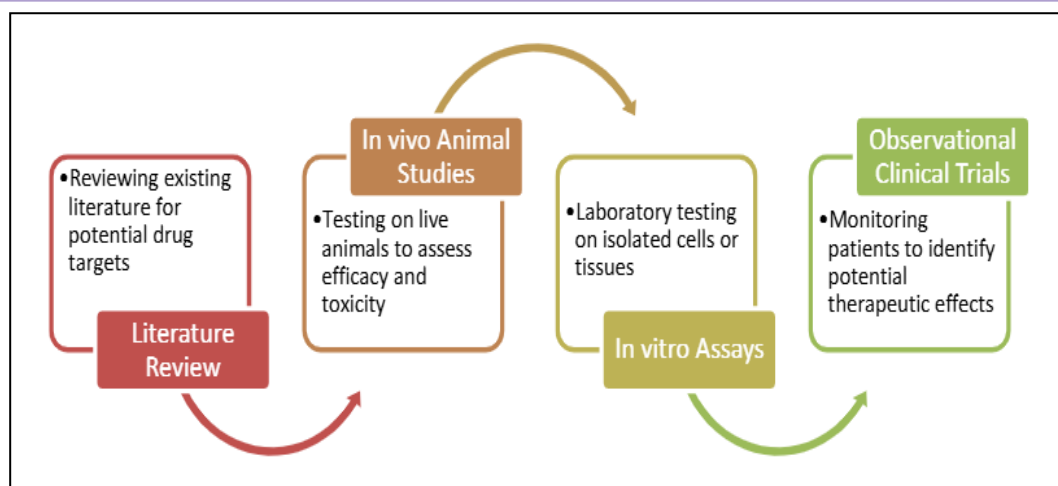 •Reviewing existing
literature for
potential drug
targets
Literature
Review
In vivo Animal
Studies
•Testing on live
animals to assess
efficacy and
toxicity
•Laboratory testing
on isolated cells or
tissues
In vitro Assays
Observational
Clinical Trials
•Monitoring
patients to identify
potential
therapeutic effects